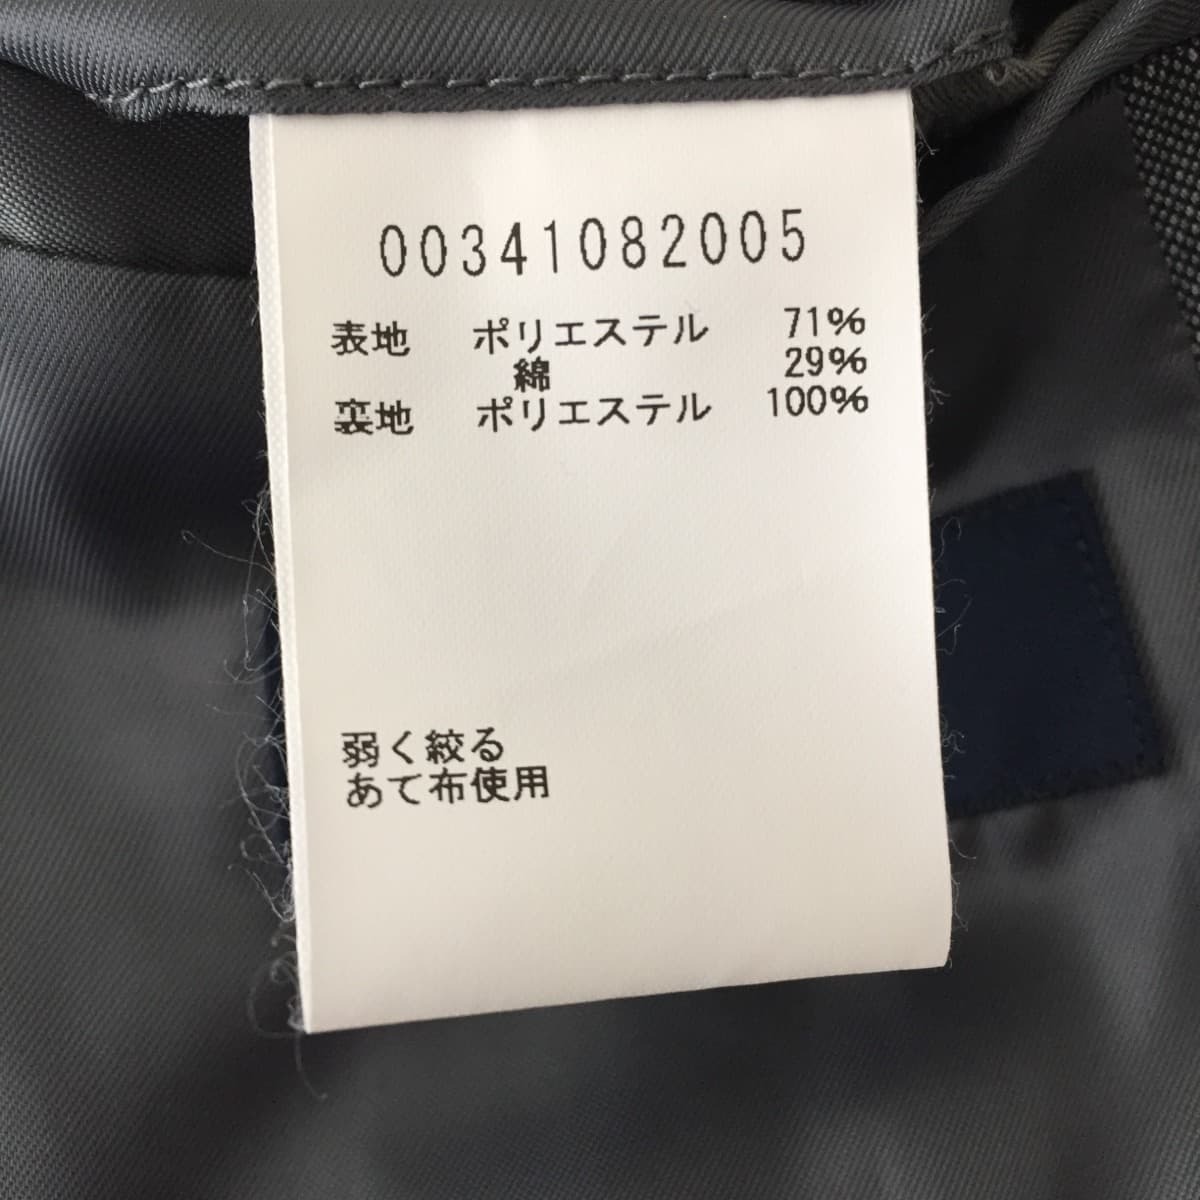 00341082005
表地 ポリエステル 71%
綿 29%
裏地 ポリエステル 100%
弱く絞る
あて布使用